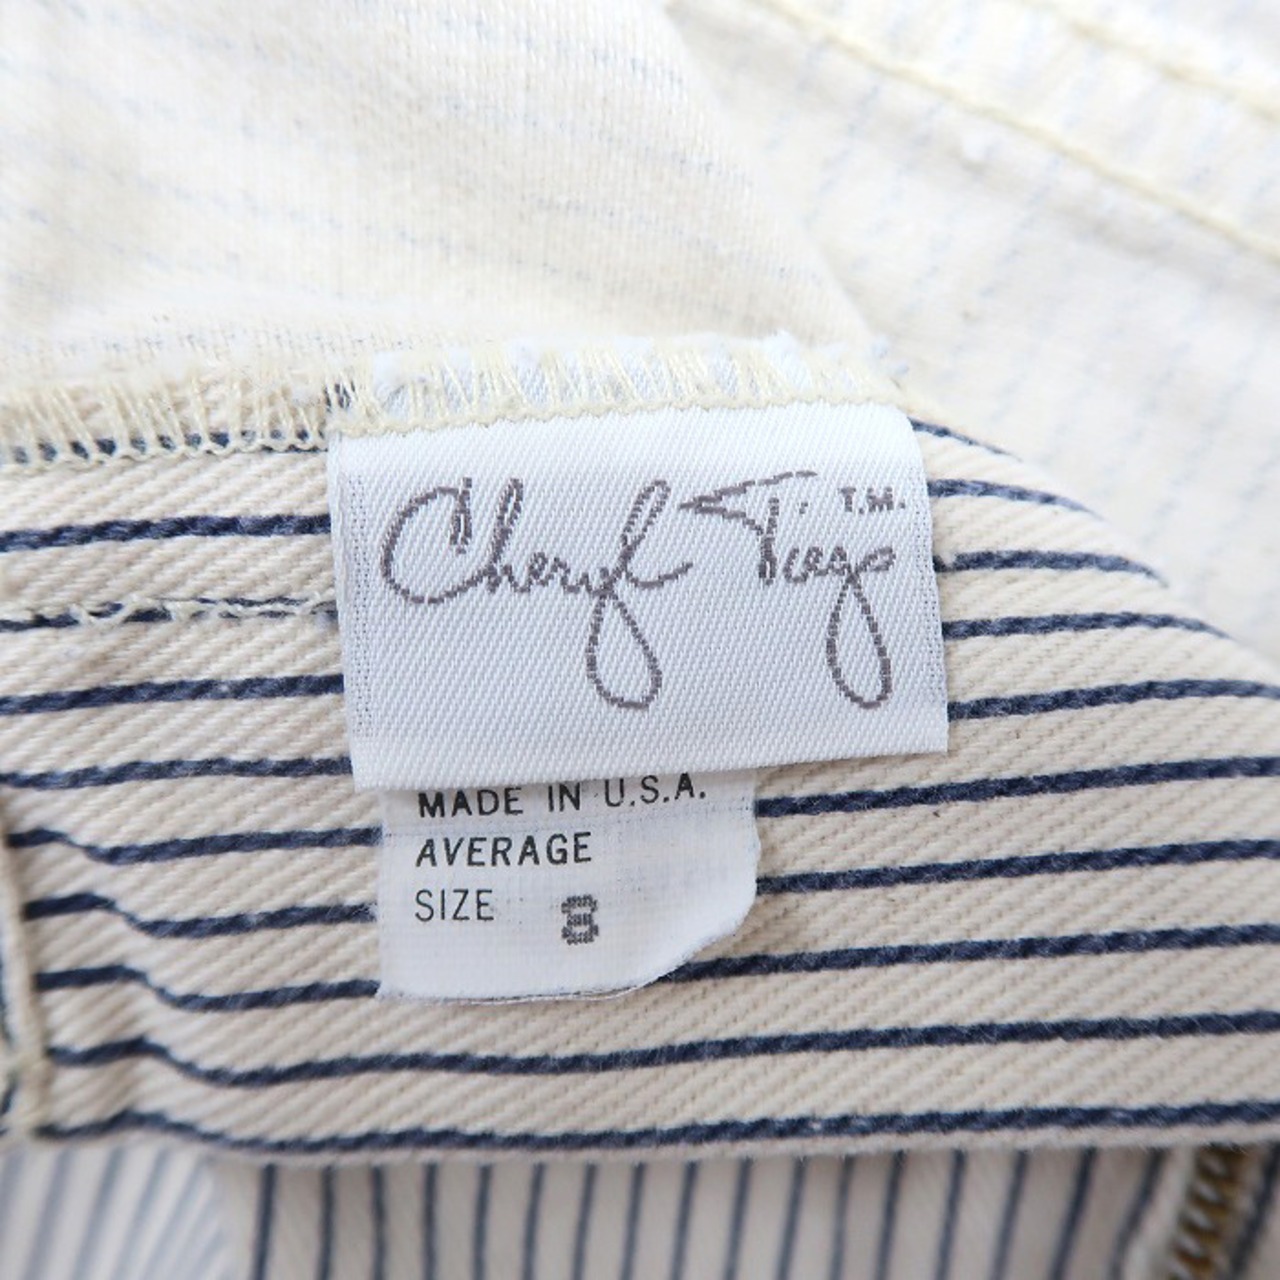 Cheryl Tiegs T.M.
MADE IN U.S.A.
AVERAGE
SIZE 8